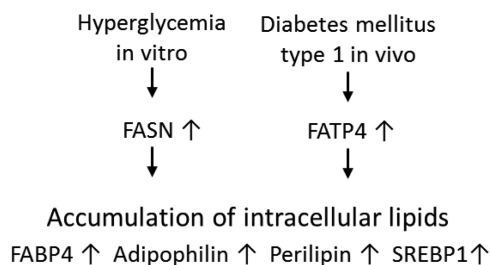 Hyperglycemia in vitro
Diabetes mellitus type 1 in vivo
FASN ↑
FATP4 ↑
Accumulation of intracellular lipids
FABP4 ↑ Adipophilin ↑ Perilipin ↑ SREBP1↑